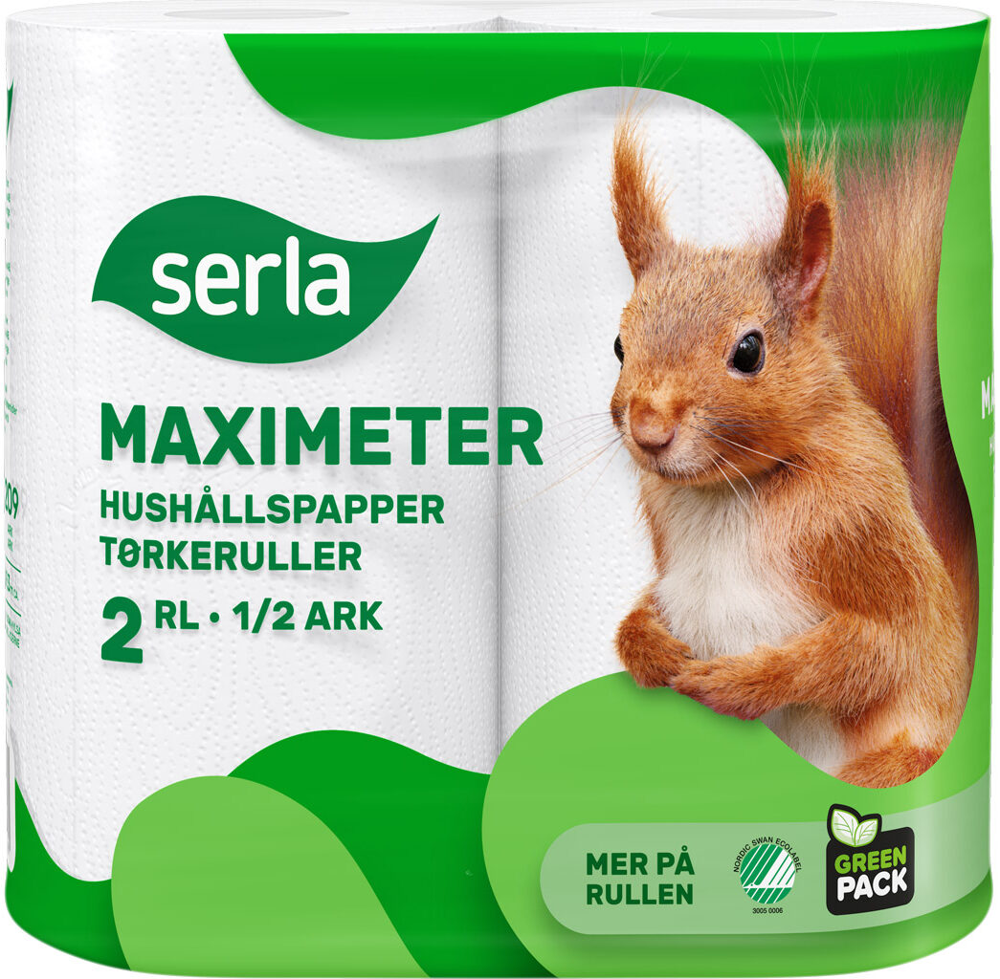 serla
MAXIMETER
HUSHÅLLSPAPPER
TØRKERULLER
2 RL • 1/2 ARK
MER PÅ
RULLEN
NORDIC SWAN ECOLABEL
3005 0006
GREEN
PACK
209